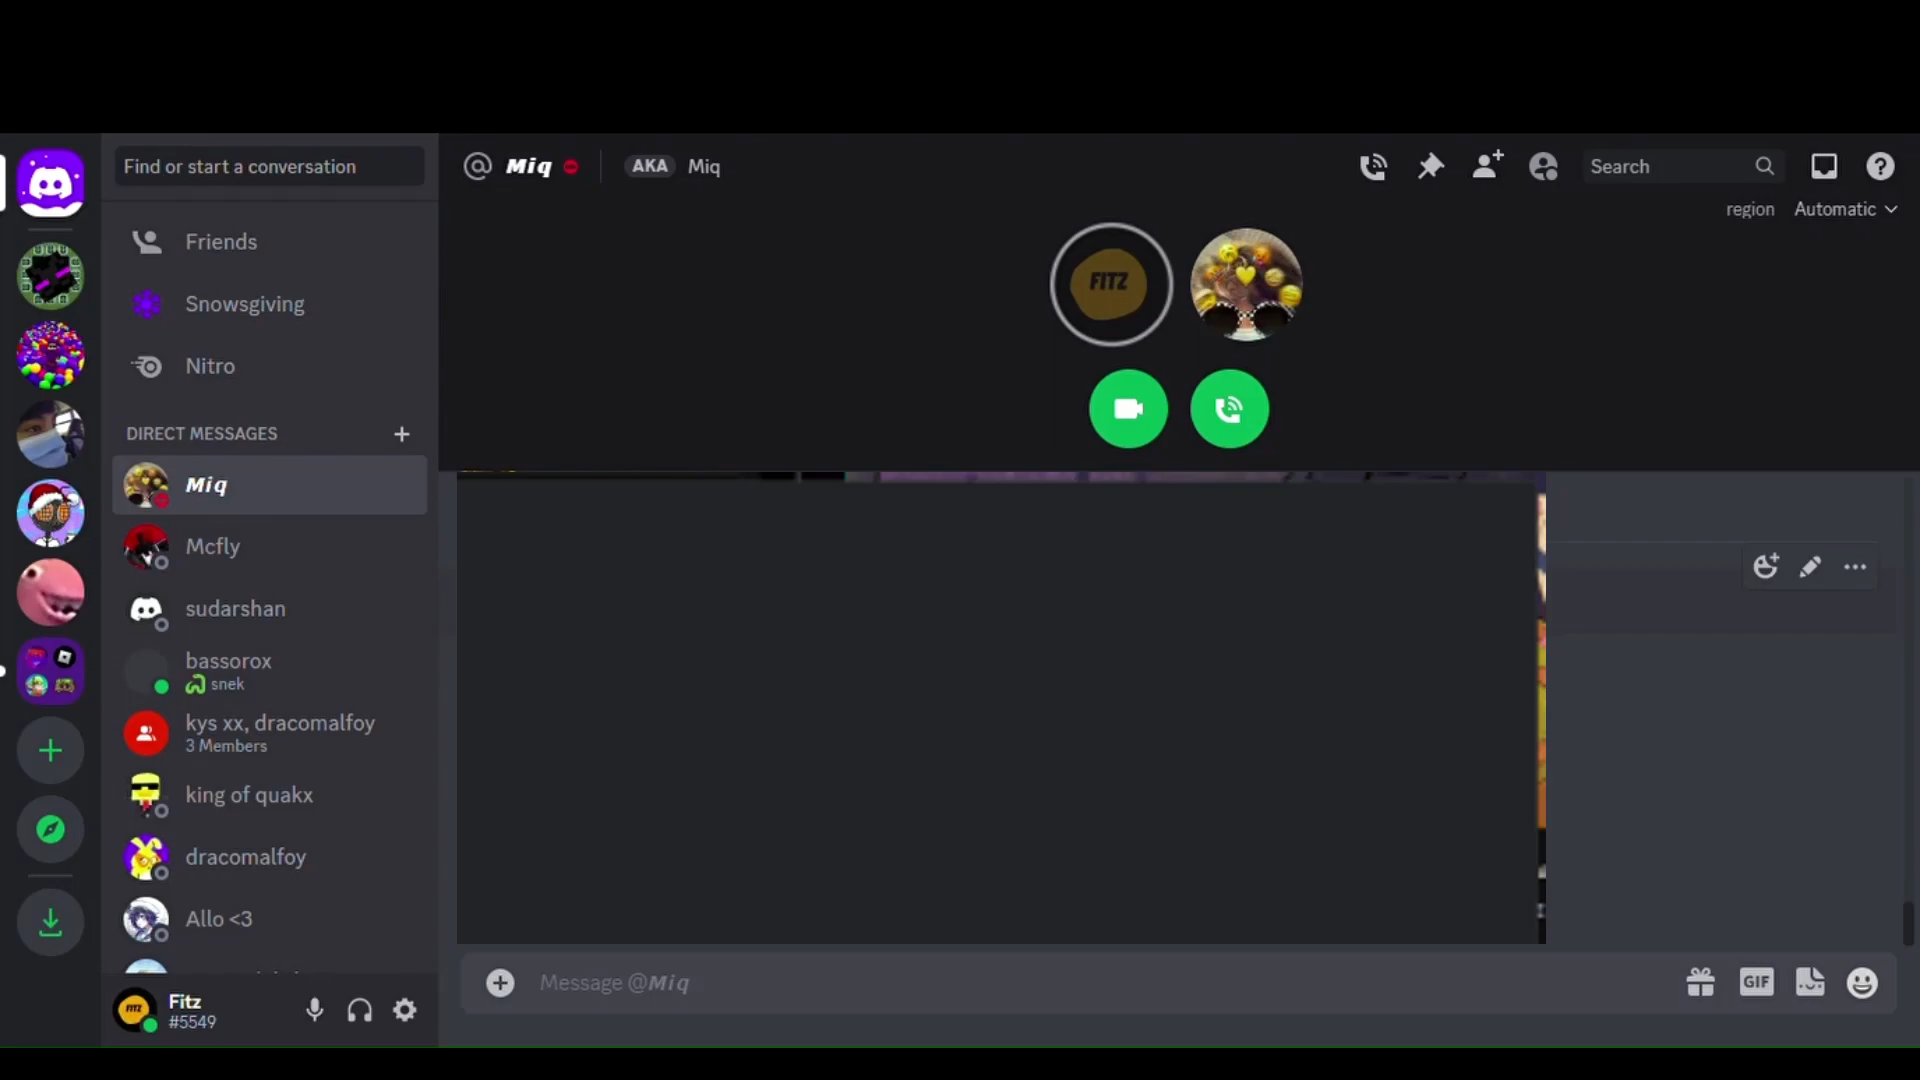 Find or start a conversation
Friends
Snowsgiving
Nitro
DIRECT MESSAGES
Miq
Mcfly
sudarshan
bassorox
snek
kys xx, dracomalfoy
3 Members
king of quakx
dracomalfoy
Allo <3
Fitz
#5549
Miq
AKA Miq
Search
region Automatic
FITZ
Message @Miq
GIF